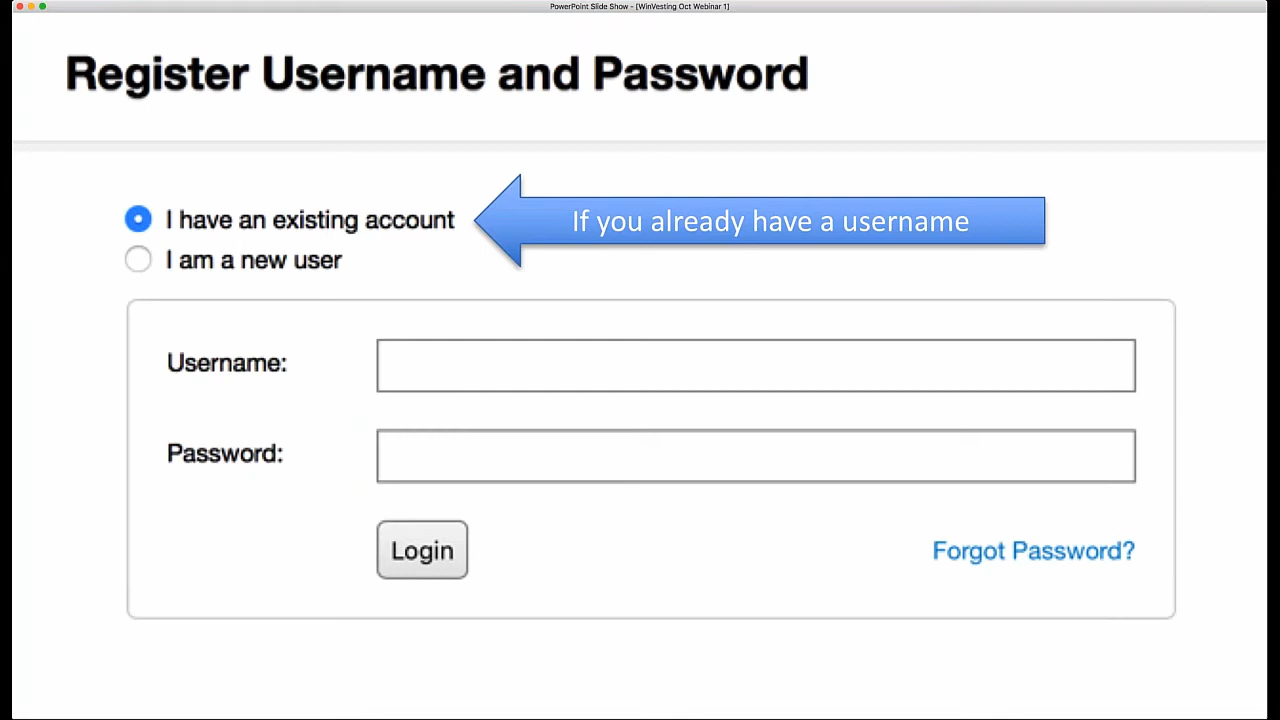 PowerPoint Slide Show - [WinVesting Oct Webinar 1]
Register Username and Password
I have an existing account
If you already have a username
I am a new user
Username:
Password:
Login
Forgot Password?